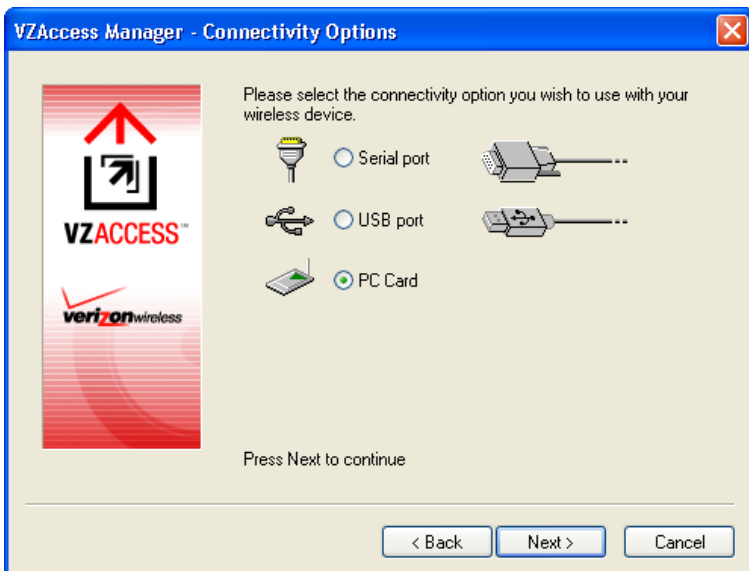 VZAccess Manager - Connectivity Options
Please select the connectivity option you wish to use with your
wireless device.
Serial port
USB port
VZACCESS™
PC Card
verizonwireless
Press Next to continue
< Back
Next >
Cancel